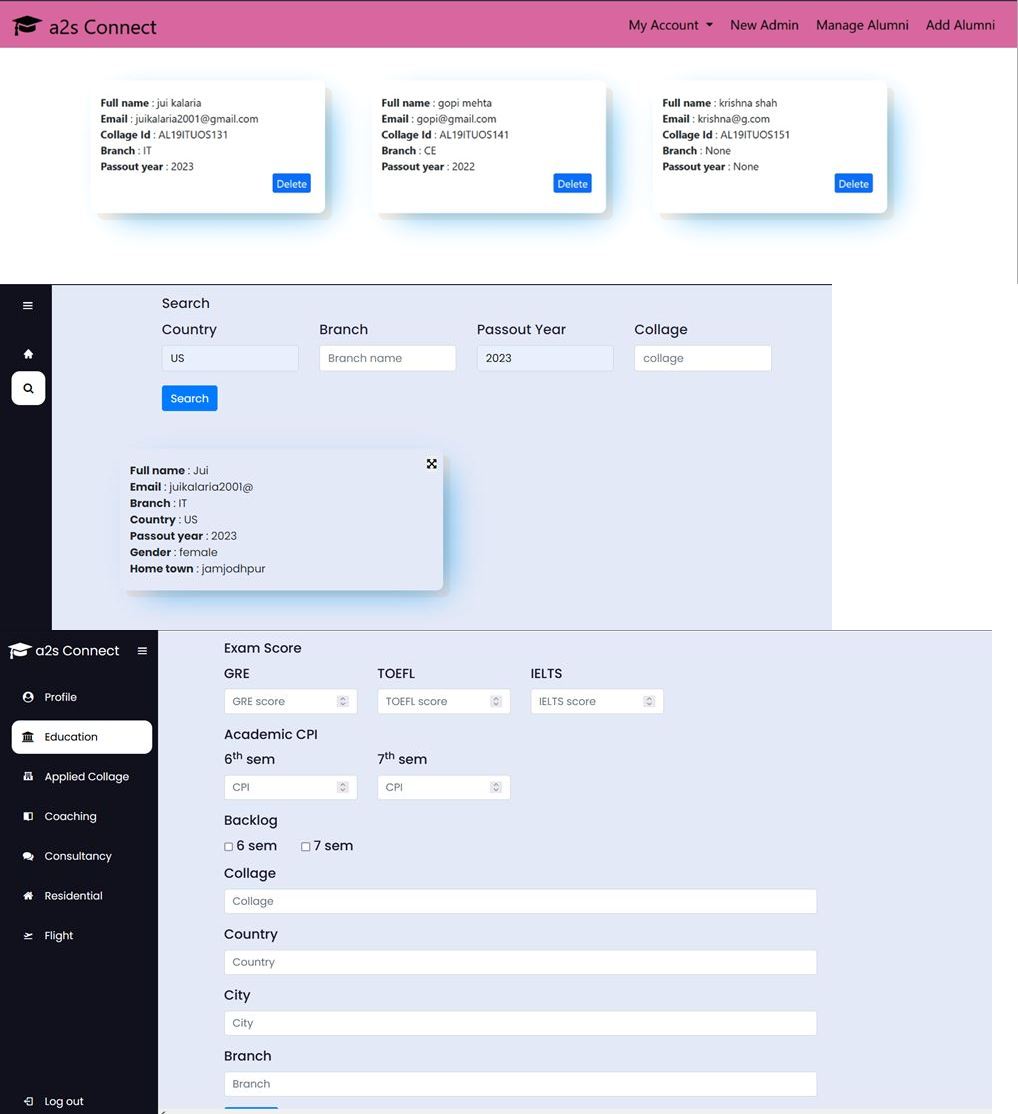 a2s Connect My Account New Admin Manage Alumni Add Alumni
Full name : jui kalaria
Email : juikalaria2001@gmail.com
Collage Id : AL19ITUOS131
Branch : IT
Passout year : 2023
Delete
Full name : gopi mehta
Email : gopi@gmail.com
Collage Id : AL19ITUOS141
Branch : CE
Passout year : 2022
Delete
Full name : krishna shah
Email : krishna@g.com
Collage Id : AL19ITUOS151
Branch : None
Passout year : None
Delete
Search
Country Branch Passout Year Collage
US Branch name 2023 collage
Search
Full name : Jui
Email : juikalaria2001@
Branch : IT
Country : US
Passout year : 2023
Gender : female
Home town : jamjodhpur
a2s Connect
Profile
Education
Applied Collage
Coaching
Consultancy
Residential
Flight
Log out
Exam Score
GRE TOEFL IELTS
GRE score TOEFL score IELTS score
Academic CPI
6th sem 7th sem
CPI CPI
Backlog
6 sem 7 sem
Collage
Collage
Country
Country
City
City
Branch
Branch